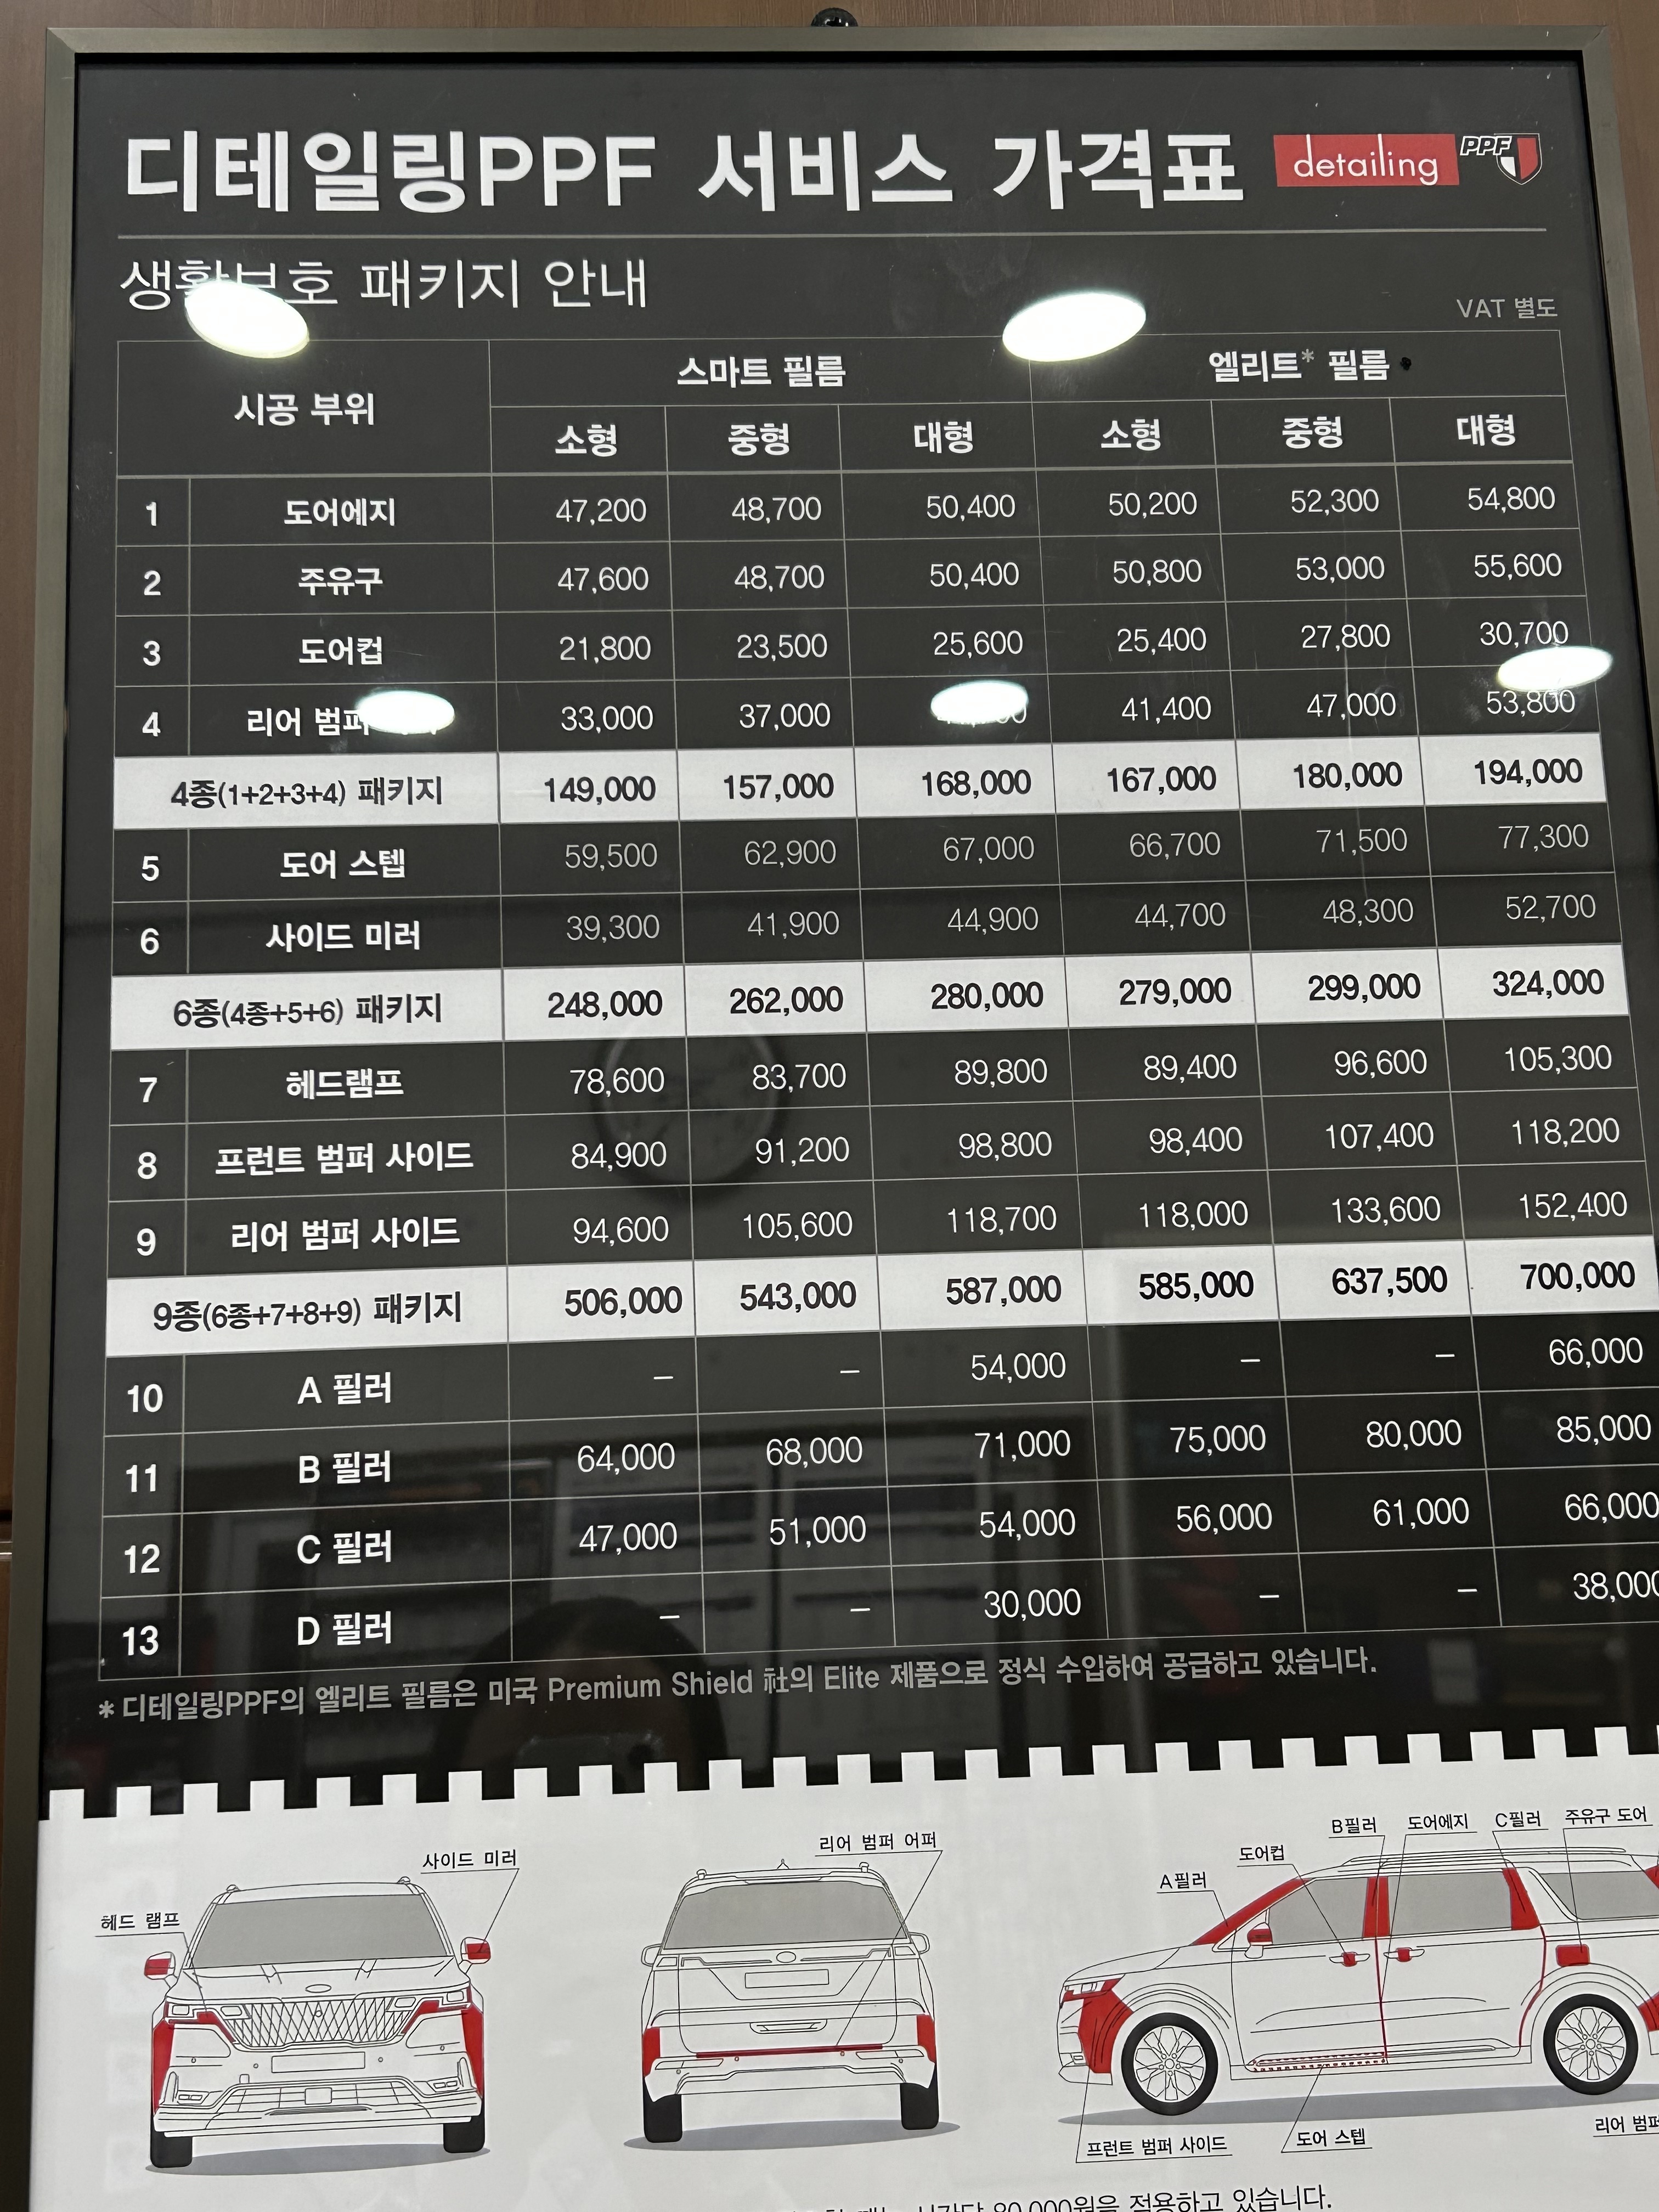 디테일링PPF 서비스 가격표 detailing PPF
생활보호 패키지 안내
VAT 별도
시공 부위 스마트 필름 엘리트* 필름
소형 중형 대형 소형 중형 대형
1 도어에지 47,200 48,700 50,400 50,200 52,300 54,800
2 주유구 47,600 48,700 50,400 50,800 53,000 55,600
3 도어컵 21,800 23,500 25,600 25,400 27,800 30,700
4 리어 범퍼 33,000 37,000 41,400 47,000 53,800
4종(1+2+3+4) 패키지 149,000 157,000 168,000 167,000 180,000 194,000
5 도어 스텝 59,500 62,900 67,000 66,700 71,500 77,300
6 사이드 미러 39,300 41,900 44,900 44,700 48,300 52,700
6종(4종+5+6) 패키지 248,000 262,000 280,000 279,000 299,000 324,000
7 헤드램프 78,600 83,700 89,800 89,400 96,600 105,300
8 프런트 범퍼 사이드 84,900 91,200 98,800 98,400 107,400 118,200
9 리어 범퍼 사이드 94,600 105,600 118,700 118,000 133,600 152,400
9종(6종+7+8+9) 패키지 506,000 543,000 587,000 585,000 637,500 700,000
10 A 필러 – – 54,000 – – 66,000
11 B 필러 64,000 68,000 71,000 75,000 80,000 85,000
12 C 필러 47,000 51,000 54,000 56,000 61,000 66,000
13 D 필러 – – 30,000 – – 38,000
* 디테일링PPF의 엘리트 필름은 미국 Premium Shield 社의 Elite 제품으로 정식 수입하여 공급하고 있습니다.
헤드 램프
사이드 미러
리어 범퍼 어퍼
A필러
도어컵
B필러
도어에지
C필러
주유구 도어
프런트 범퍼 사이드
도어 스텝
리어 범퍼
80,000원을 적용하고 있습니다.